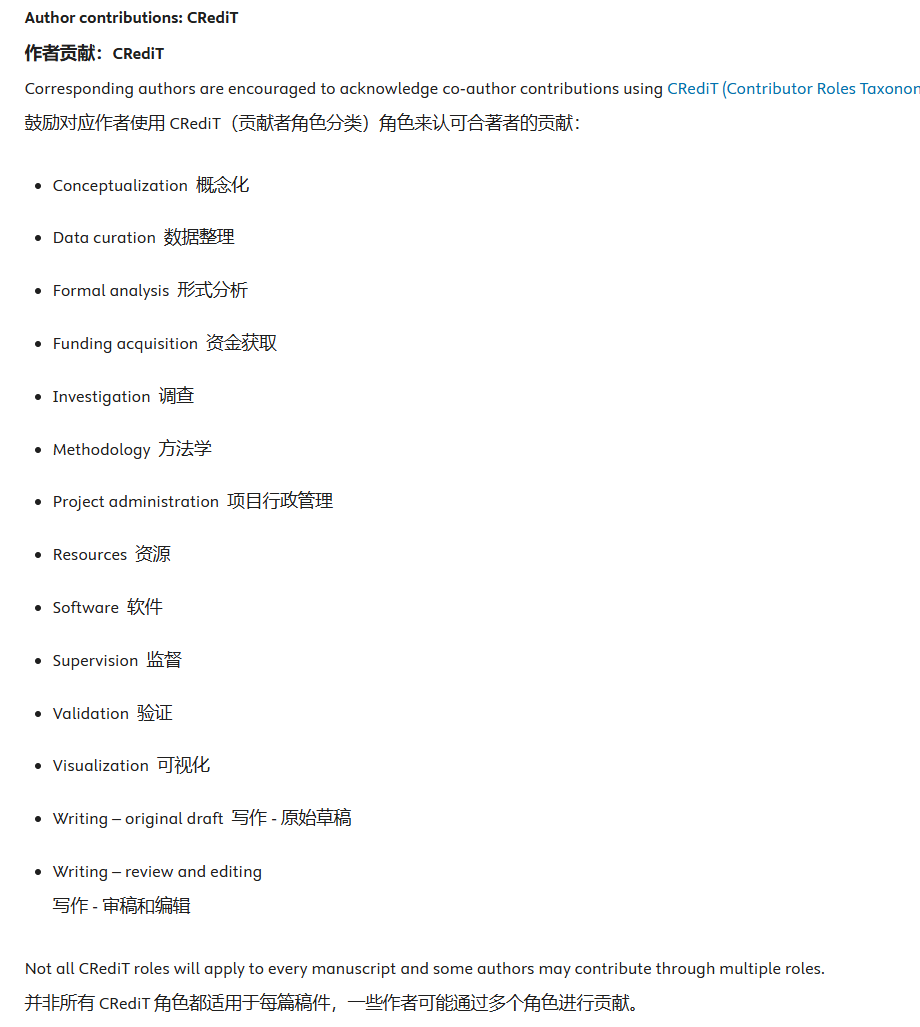 Author contributions: CRediT
作者贡献：CRediT
Corresponding authors are encouraged to acknowledge co-author contributions using CRediT (Contributor Roles
鼓励对应作者使用 CRediT（贡献者角色分类）角色来认可合著者的贡献：
• Conceptualization 概念化
• Data curation 数据整理
• Formal analysis 形式分析
• Funding acquisition 资金获取
• Investigation 调查
• Methodology 方法学
• Project administration 项目行政管理
• Resources 资源
• Software 软件
• Supervision 监督
• Validation 验证
• Visualization 可视化
• Writing – original draft 写作 - 原始草稿
• Writing – review and editing
写作 - 审稿和编辑
Not all CRediT roles will apply to every manuscript and some authors may contribute through multiple roles.
并非所有 CRediT 角色都适用于每篇稿件，一些作者可能通过多个角色进行贡献。